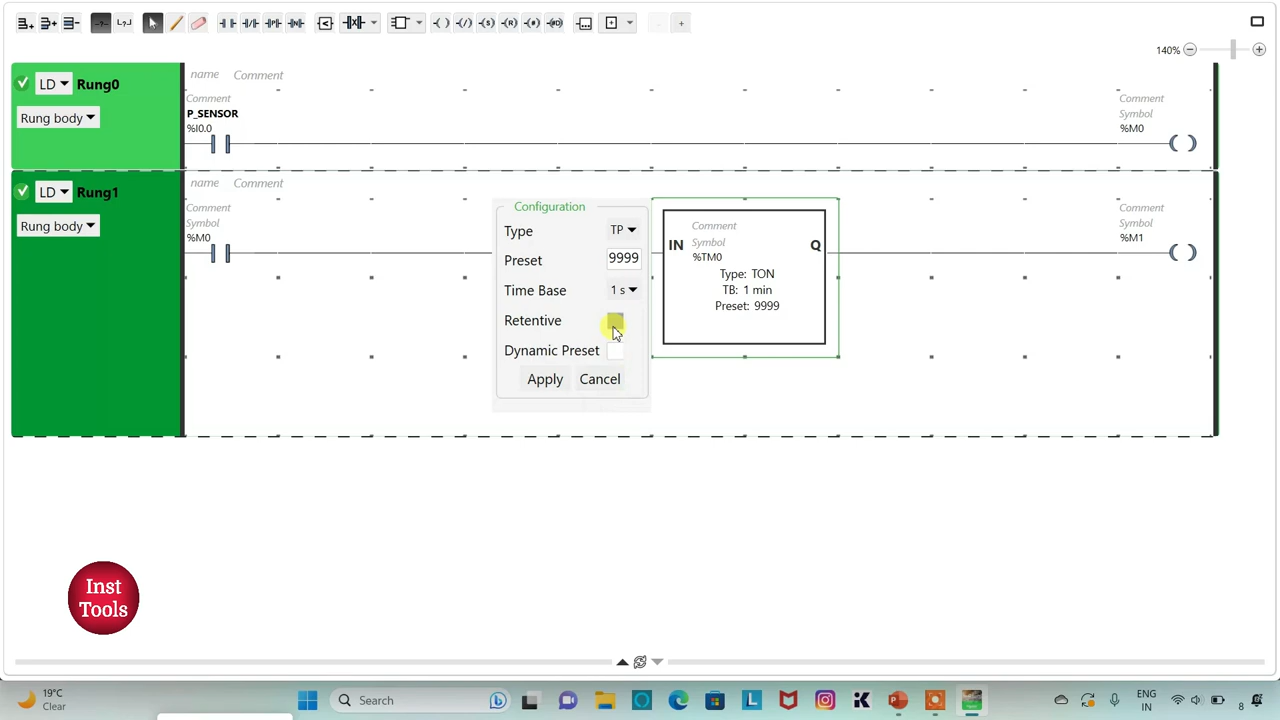 140%
LD Rung0
name Comment
Rung body
Comment
P_SENSOR
%I0.0
Comment
Symbol
%M0
LD Rung1
name Comment
Rung body
Comment
Symbol
%M0
Configuration
Type TP
Preset 9999
Time Base 1 s
Retentive
Dynamic Preset
Apply Cancel
Comment
IN Symbol Q
%TM0
Type: TON
TB: 1 min
Preset: 9999
Comment
Symbol
%M1
Inst
Tools
19°C
Clear
Search
ENG
IN
8